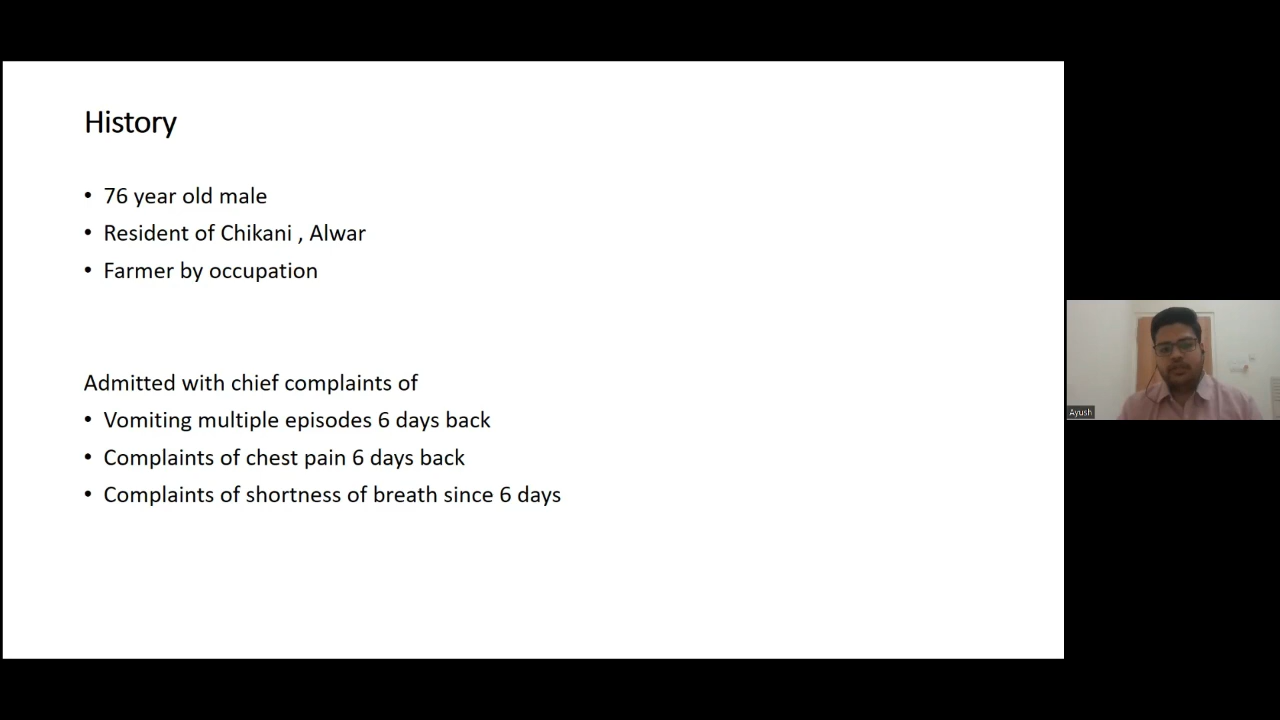 History
• 76 year old male
• Resident of Chikani , Alwar
• Farmer by occupation
Admitted with chief complaints of
• Vomiting multiple episodes 6 days back
• Complaints of chest pain 6 days back
• Complaints of shortness of breath since 6 days
Ayush